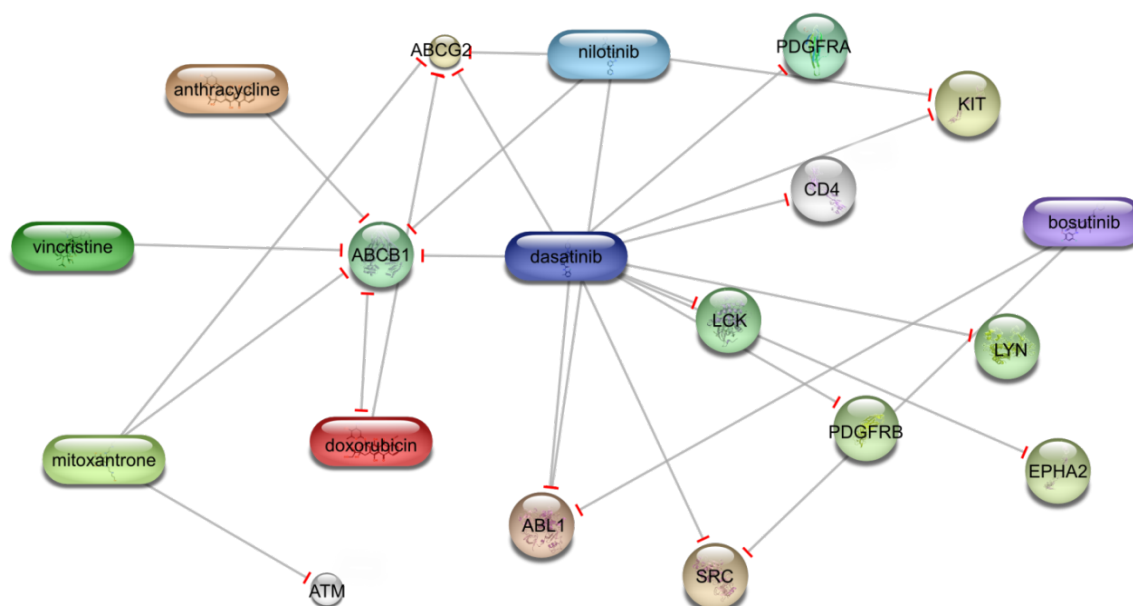 ABCG2
nilotinib
PDGFRA
anthracycline
KIT
CD4
bosutinib
vincristine
ABCB1
dasatinib
LCK
LYN
PDGFRB
doxorubicin
mitoxantrone
EPHA2
ABL1
SRC
ATM